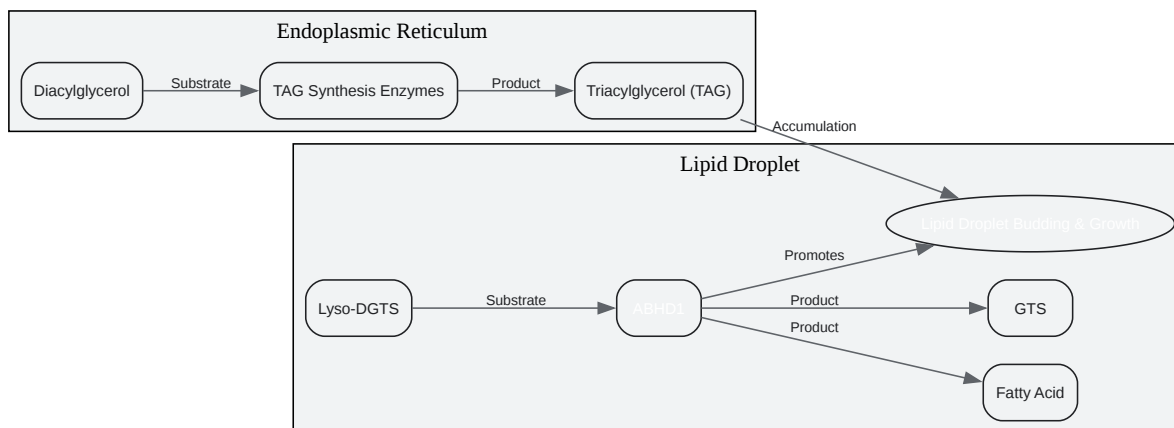 Endoplasmic Reticulum
Diacylglycerol
Substrate
TAG Synthesis Enzymes
Product
Triacylglycerol (TAG)
Accumulation
Lipid Droplet
Lipid Droplet Budding & Growth
Promotes
Lyso-DGTS
Substrate
ABHD1
Product
GTS
Product
Fatty Acid